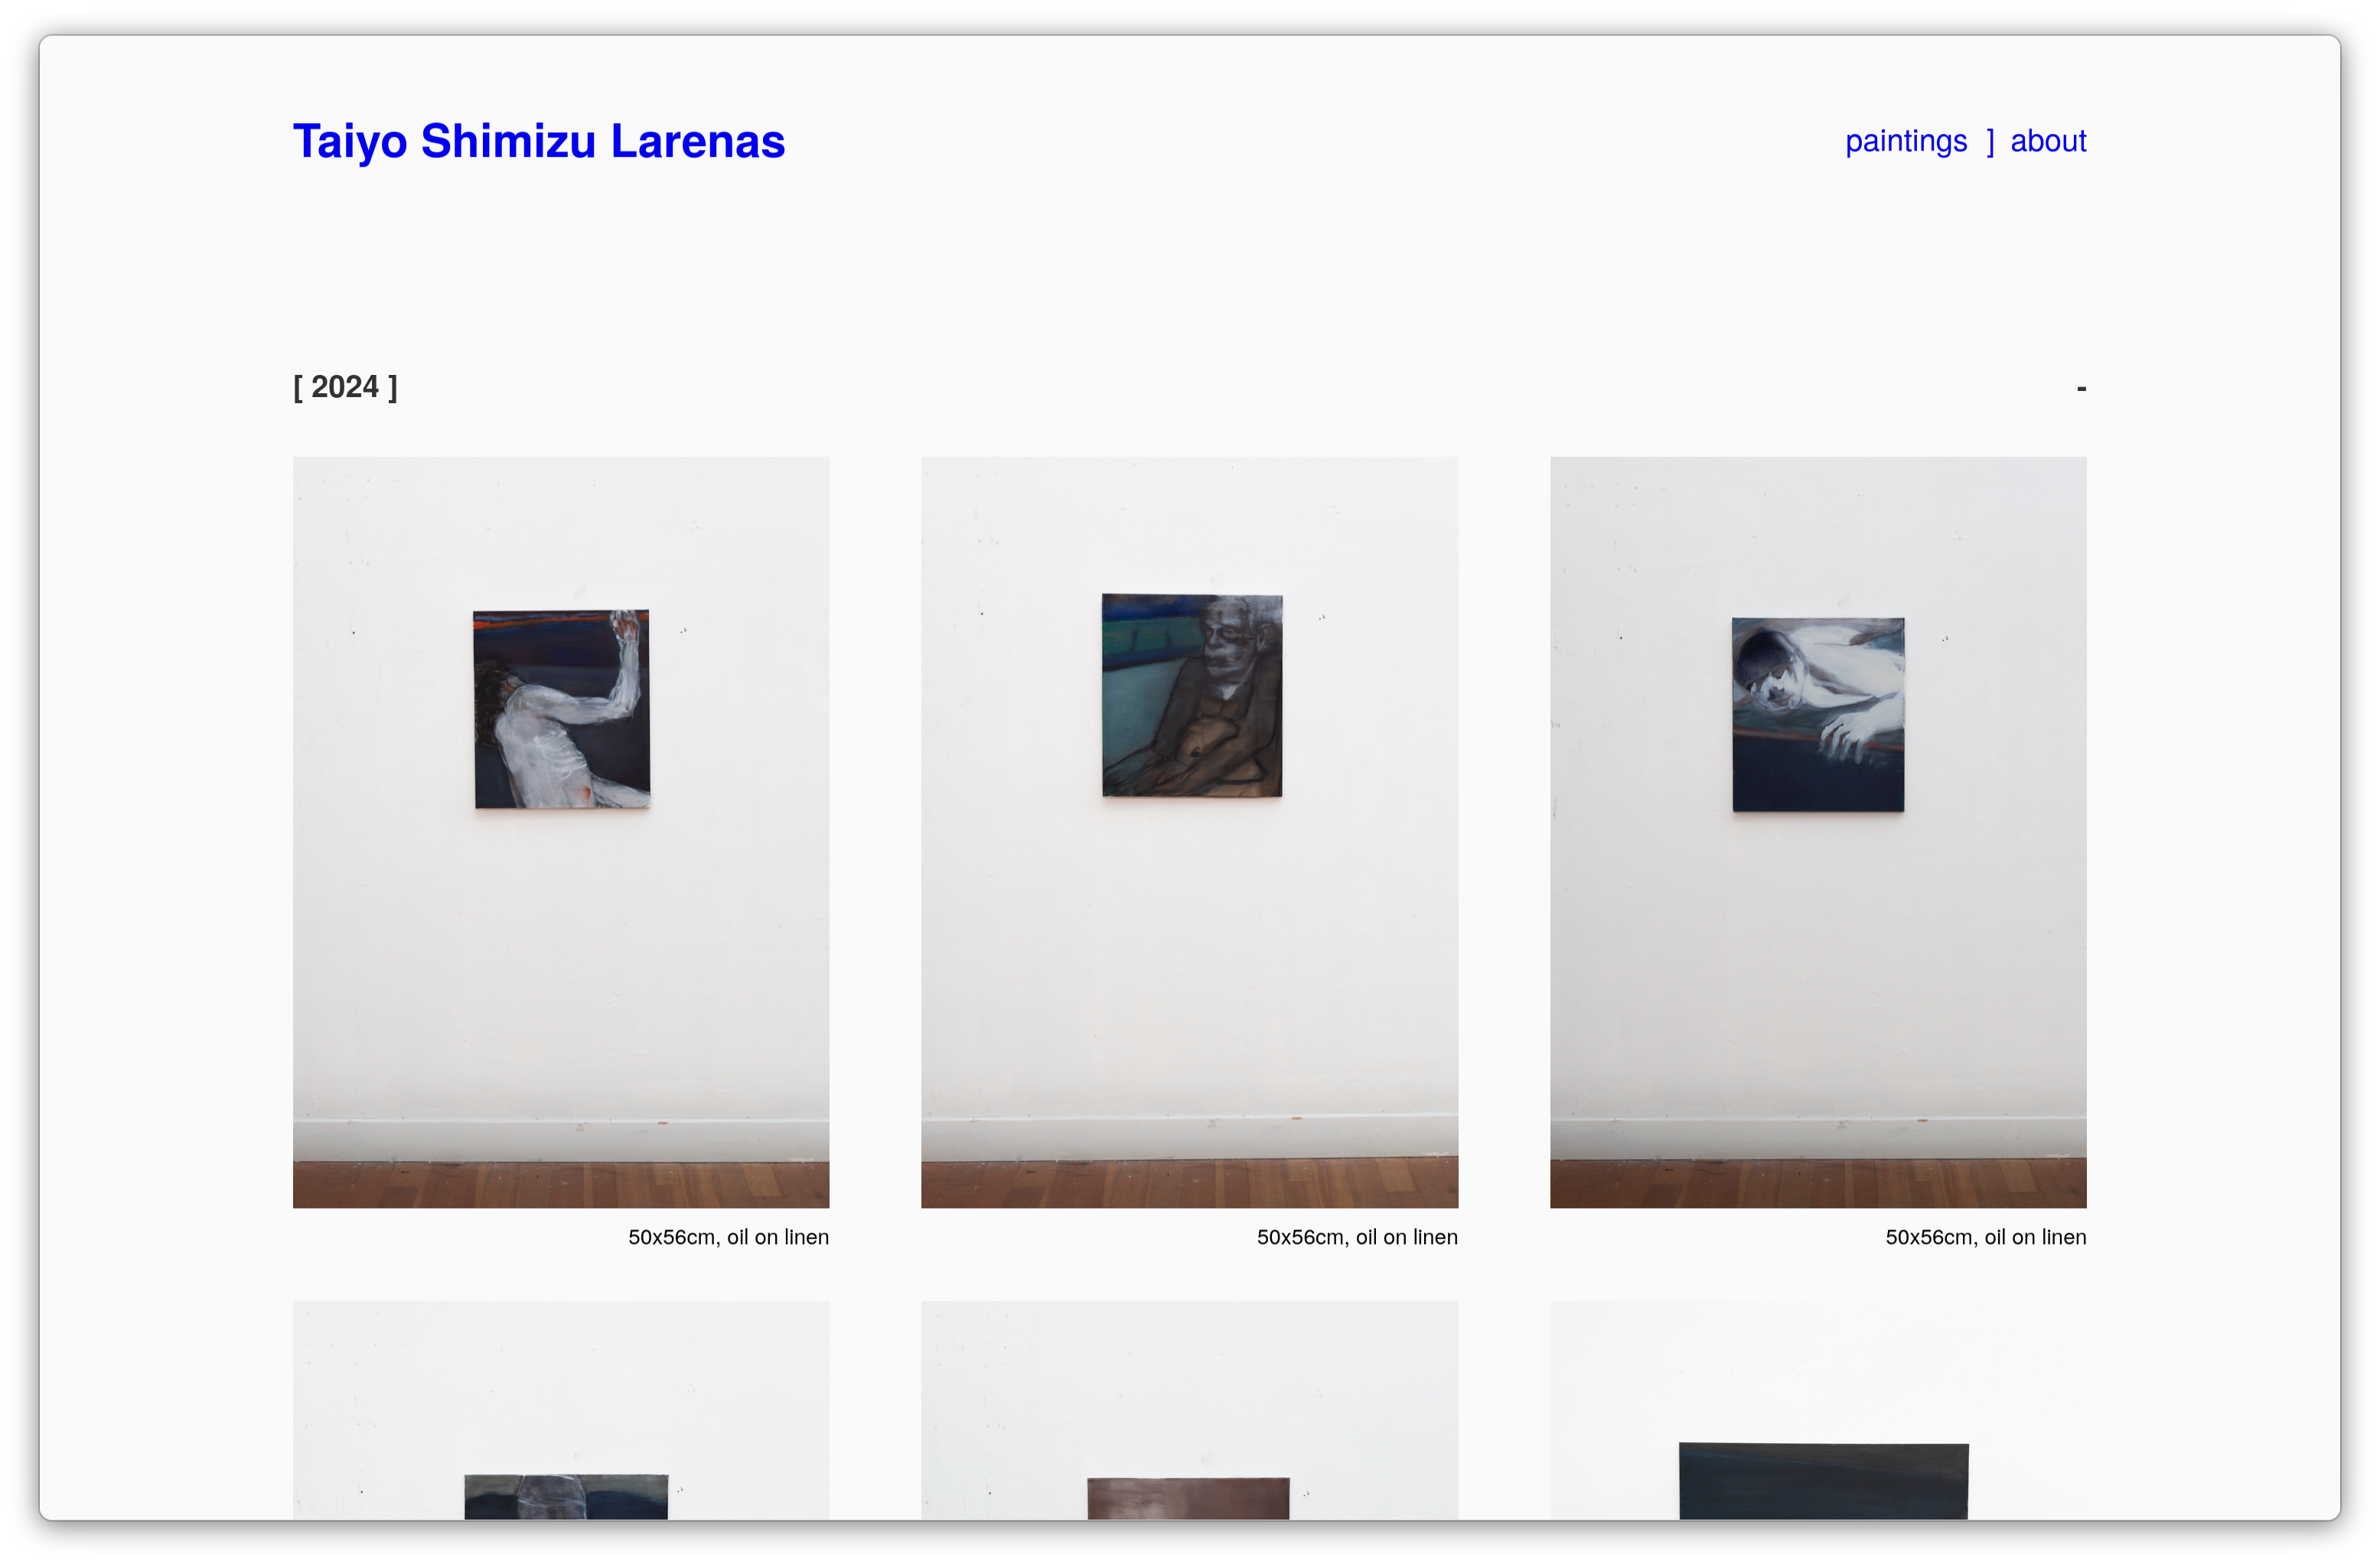 Taiyo Shimizu Larenas
paintings ] about
[ 2024 ] -
50x56cm, oil on linen
50x56cm, oil on linen
50x56cm, oil on linen